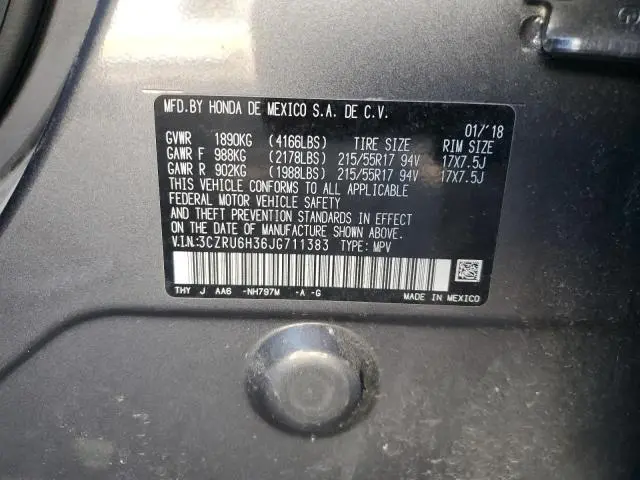 MFD.BY HONDA DE MEXICO S.A. DE C.V.
01/'18
GVWR 1890KG (4166LBS) TIRE SIZE RIM SIZE
GAWR F 988KG (2178LBS) 215/55R17 94V 17X7.5J
GAWR R 902KG (1988LBS) 215/55R17 94V 17X7.5J
THIS VEHICLE CONFORMS TO ALL APPLICABLE
FEDERAL MOTOR VEHICLE SAFETY
AND THEFT PREVENTION STANDARDS IN EFFECT
ON THE DATE OF MANUFACTURE SHOWN ABOVE.
V.I.N:3CZRU6H36JG711383 TYPE: MPV
THY J AA6 -NH797M -A -G MADE IN MEXICO